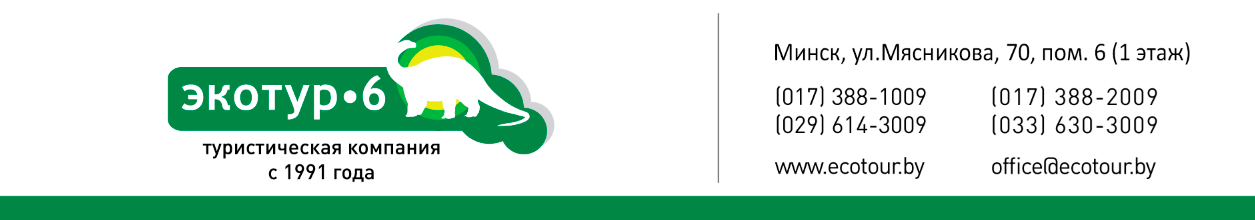 экотур•6
туристическая компания
с 1991 года
Минск, ул.Мясникова, 70, пом. 6 (1 этаж)
(017) 388-1009 (017) 388-2009
(029) 614-3009 (033) 630-3009
www.ecotour.by office@ecotour.by